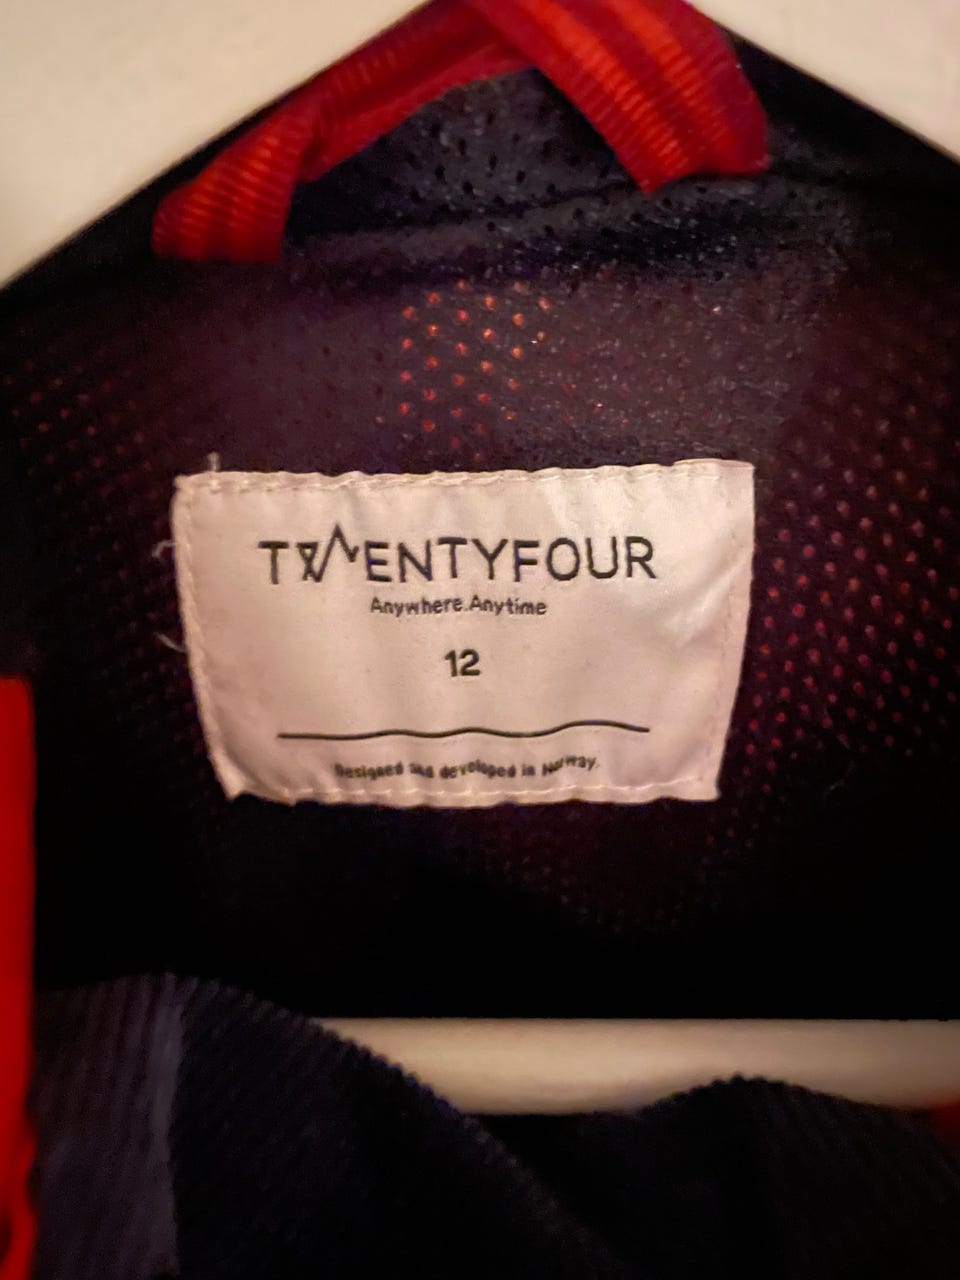 TWENTYFOUR
Anywhere.Anytime
12
Designed and developed in Norway.